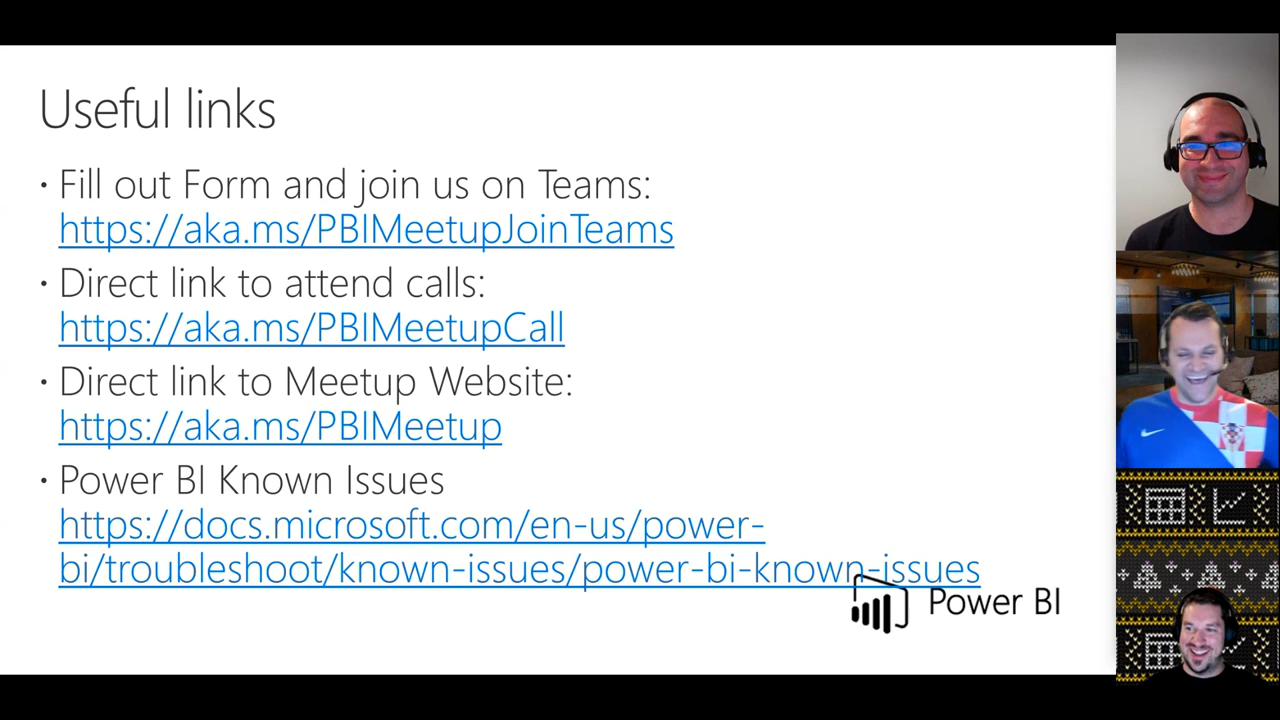 Useful links
· Fill out Form and join us on Teams:
https://aka.ms/PBIMeetupJoinTeams
· Direct link to attend calls:
https://aka.ms/PBIMeetupCall
· Direct link to Meetup Website:
https://aka.ms/PBIMeetup
· Power BI Known Issues
https://docs.microsoft.com/en-us/power-
bi/troubleshoot/known-issues/power-bi-known-issues
Power BI